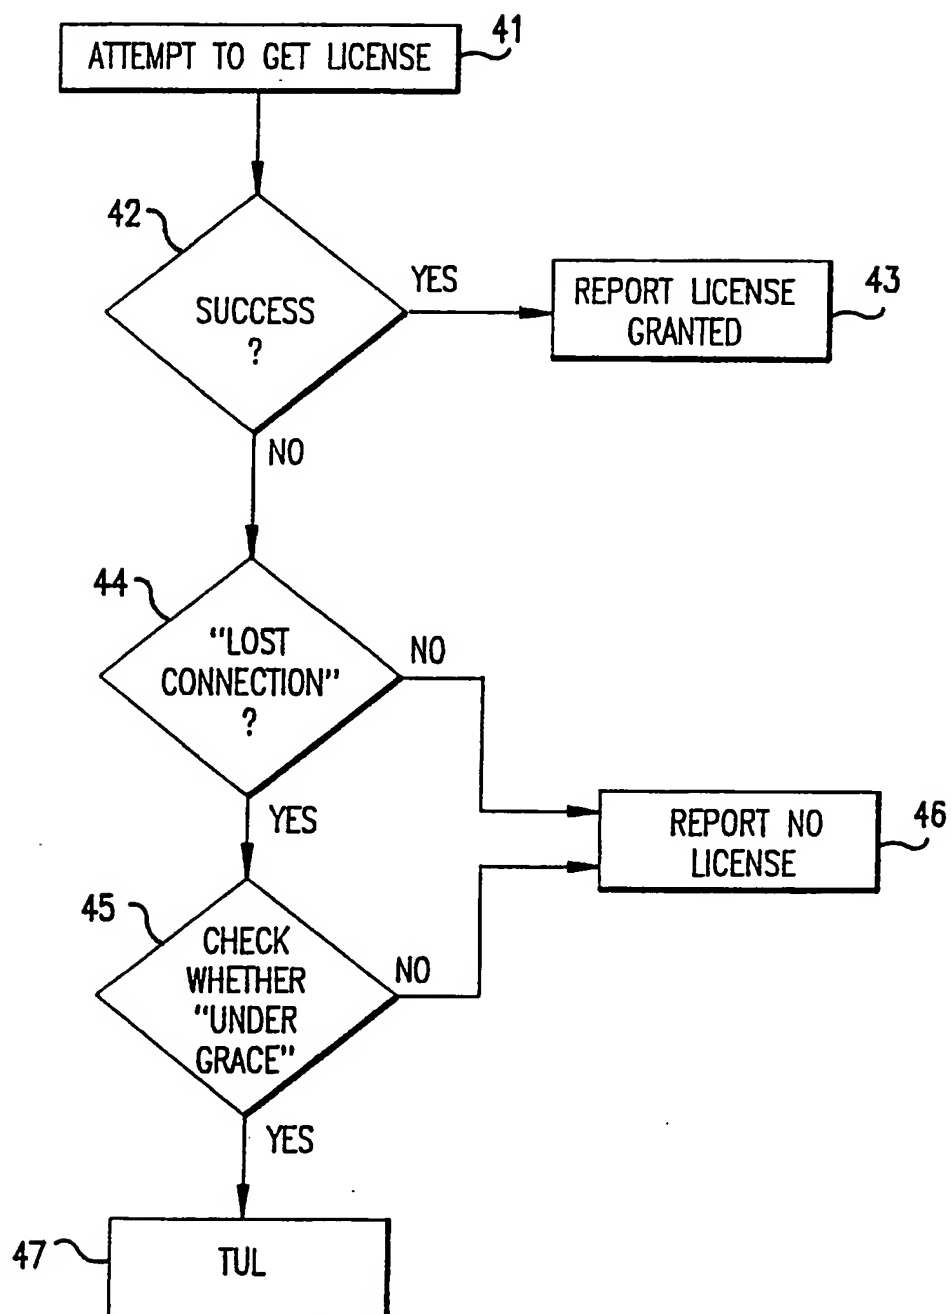 ATTEMPT TO GET LICENSE
41
42
SUCCESS
?
YES
REPORT LICENSE
GRANTED
43
NO
44
"LOST
CONNECTION"
?
NO
YES
REPORT NO
LICENSE
46
45
CHECK
WHETHER
"UNDER
GRACE"
NO
YES
47
TUL